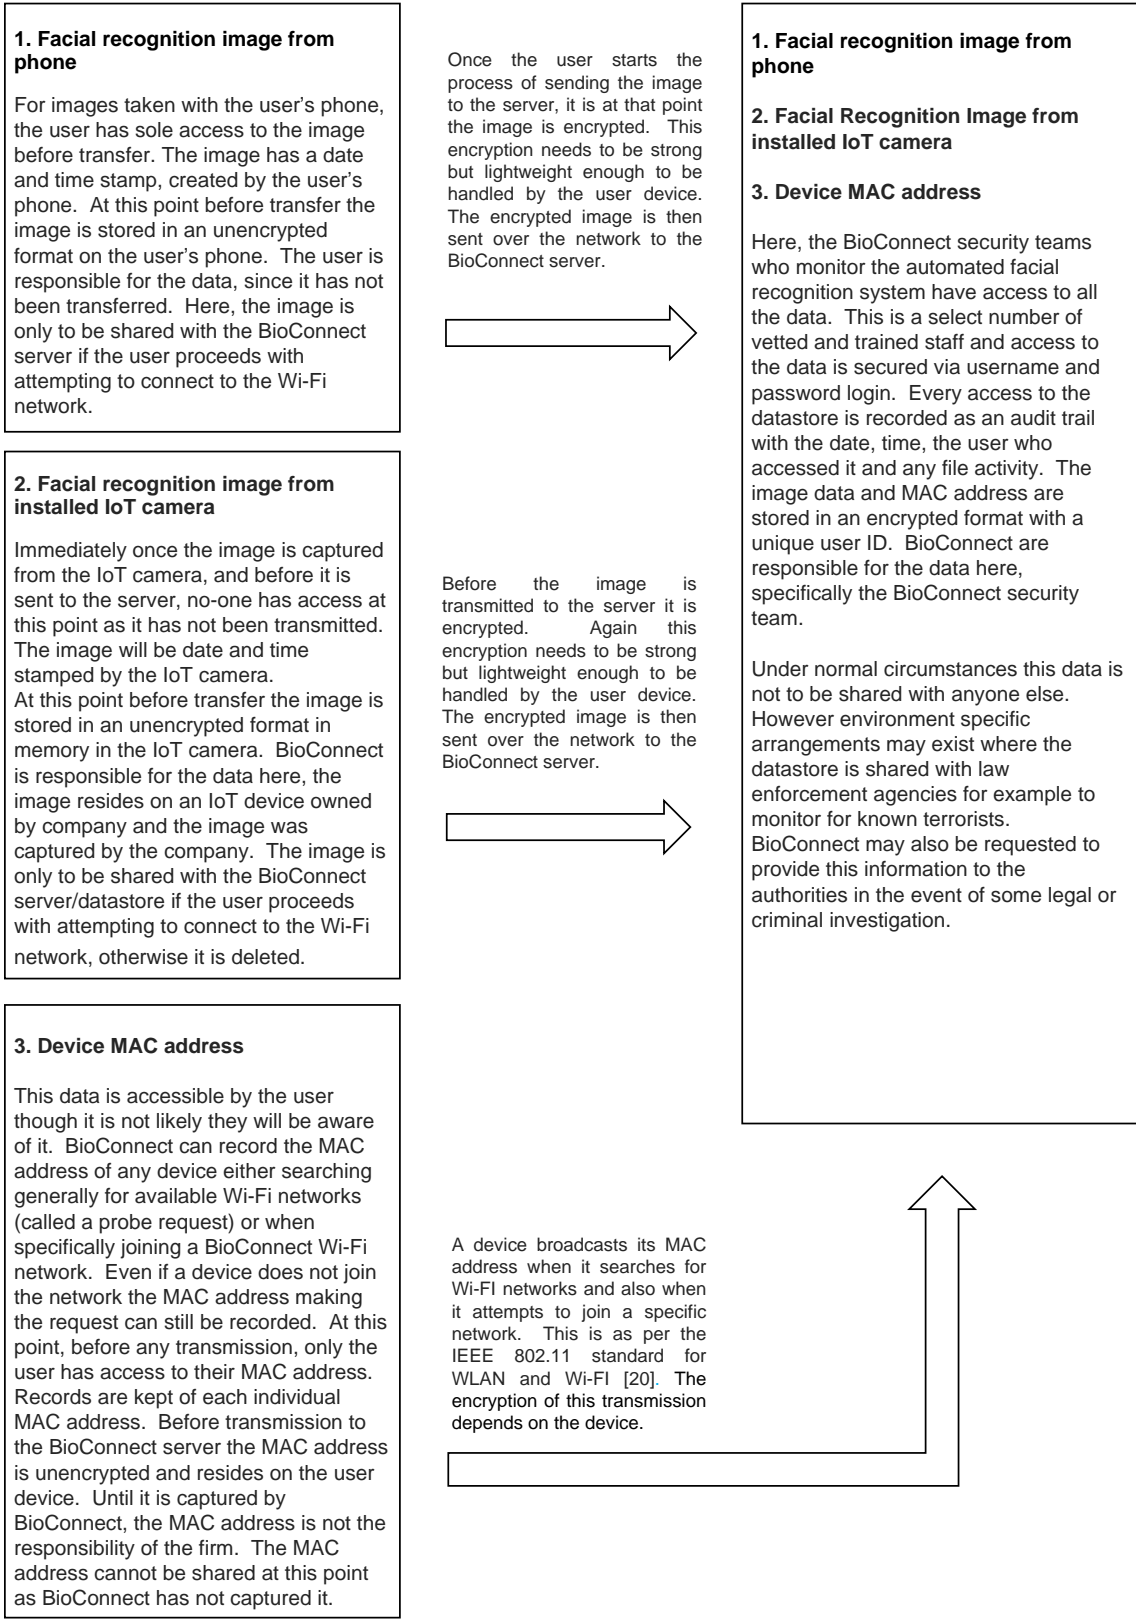 1. Facial recognition image from
phone
For images taken with the user's phone,
the user has sole access to the image
before transfer. The image has a date
and time stamp, created by the user's
phone.  At this point before transfer the
image is stored in an unencrypted
format on the user's phone.  The user is
responsible for the data, since it has not
been transferred.  Here, the image is
only to be shared with the BioConnect
server if the user proceeds with
attempting to connect to the Wi-Fi
network.
Once the user starts the
process of sending the image
to the server, it is at that point
the image is encrypted.  This
encryption needs to be strong
but lightweight enough to be
handled by the user device.
The encrypted image is then
sent over the network to the
BioConnect server.
2. Facial recognition image from
installed IoT camera
Immediately once the image is captured
from the IoT camera, and before it is
sent to the server, no-one has access at
this point as it has not been transmitted.
The image will be date and time
stamped by the IoT camera.
At this point before transfer the image is
stored in an unencrypted format in
memory in the IoT camera.  BioConnect
is responsible for the data here, the
image resides on an IoT device owned
by company and the image was
captured by the company.  The image is
only to be shared with the BioConnect
server/datastore if the user proceeds
with attempting to connect to the Wi-Fi
network, otherwise it is deleted.
Before the image is
transmitted to the server it is
encrypted.  Again this
encryption needs to be strong
but lightweight enough to be
handled by the user device.
The encrypted image is then
sent over the network to the
BioConnect server.
3. Device MAC address
This data is accessible by the user
though it is not likely they will be aware
of it.  BioConnect can record the MAC
address of any device either searching
generally for available Wi-Fi networks
(called a probe request) or when
specifically joining a BioConnect Wi-Fi
network.  Even if a device does not join
the network the MAC address making
the request can still be recorded.  At this
point, before any transmission, only the
user has access to their MAC address.
Records are kept of each individual
MAC address.  Before transmission to
the BioConnect server the MAC address
is unencrypted and resides on the user
device.  Until it is captured by
BioConnect, the MAC address is not the
responsibility of the firm.  The MAC
address cannot be shared at this point
as BioConnect has not captured it.
A device broadcasts its MAC
address when it searches for
Wi-FI networks and also when
it attempts to join a specific
network.  This is as per the
IEEE 802.11 standard for
WLAN and Wi-FI [20]. The
encryption of this transmission
depends on the device.
1. Facial recognition image from
phone
2. Facial Recognition Image from
installed IoT camera
3. Device MAC address
Here, the BioConnect security teams
who monitor the automated facial
recognition system have access to all
the data.  This is a select number of
vetted and trained staff and access to
the data is secured via username and
password login.  Every access to the
datastore is recorded as an audit trail
with the date, time, the user who
accessed it and any file activity.  The
image data and MAC address are
stored in an encrypted format with a
unique user ID.  BioConnect are
responsible for the data here,
specifically the BioConnect security
team.
Under normal circumstances this data is
not to be shared with anyone else.
However environment specific
arrangements may exist where the
datastore is shared with law
enforcement agencies for example to
monitor for known terrorists.
BioConnect may also be requested to
provide this information to the
authorities in the event of some legal or
criminal investigation.